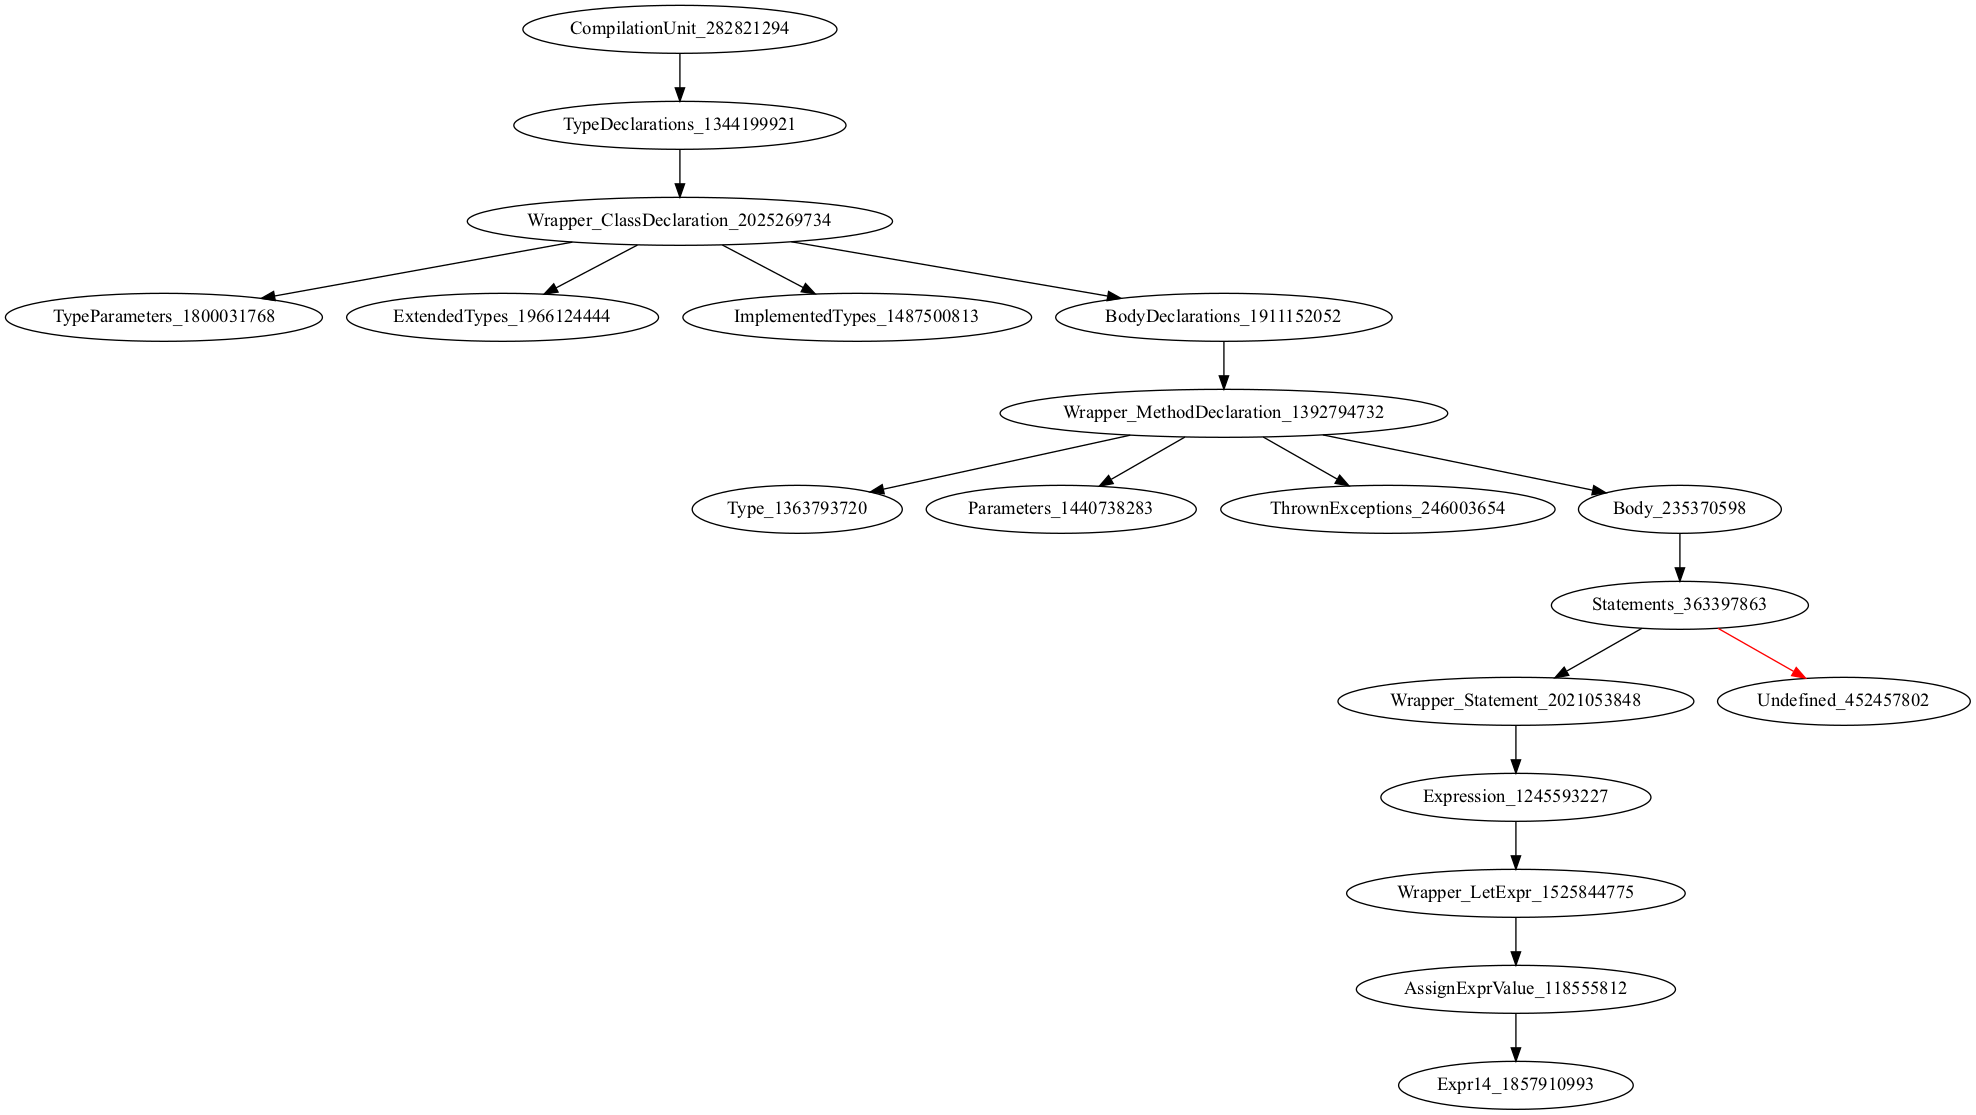 CompilationUnit_282821294
TypeDeclarations_1344199921
Wrapper_ClassDeclaration_2025269734
TypeParameters_1800031768
ExtendedTypes_1966124444
ImplementedTypes_1487500813
BodyDeclarations_1911152052
Wrapper_MethodDeclaration_1392794732
Type_1363793720
Parameters_1440738283
ThrownExceptions_246003654
Body_235370598
Statements_363397863
Wrapper_Statement_2021053848
Undefined_452457802
Expression_1245593227
Wrapper_LetExpr_1525844775
AssignExprValue_118555812
Expr14_1857910993